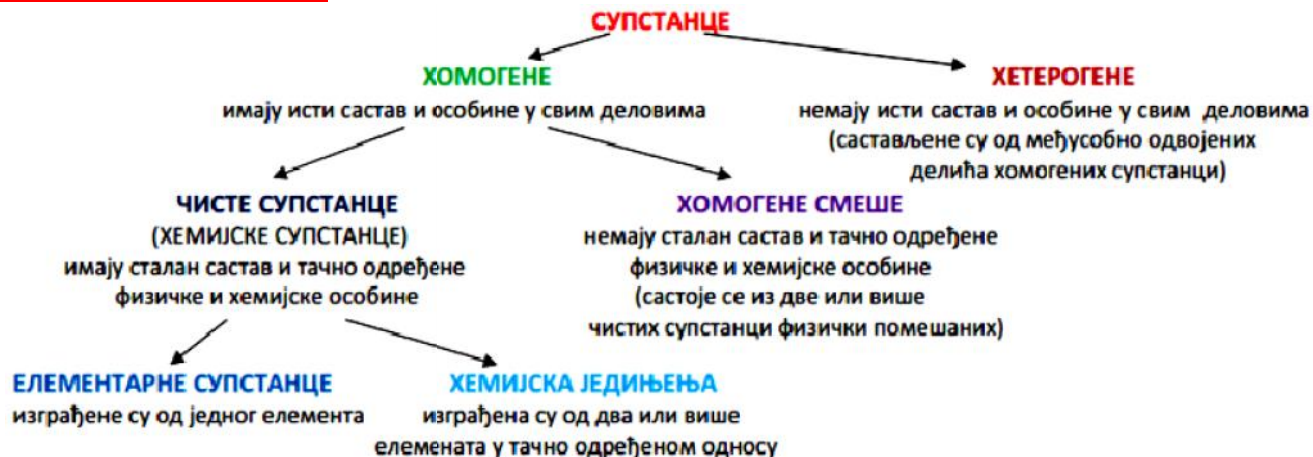 СУПСТАНЦЕ
ХОМОГЕНЕ
имају исти састав и особине у свим деловима
ХЕТЕРОГЕНЕ
немају исти састав и особине у свим деловима
(састављене су од међусобно одвојених
делића хомогених супстанци)
ЧИСТЕ СУПСТАНЦЕ
(ХЕМИЈСКЕ СУПСТАНЦЕ)
имају сталан састав и тачно одређене
физичке и хемијске особине
ХОМОГЕНЕ СМЕШЕ
немају сталан састав и тачно одређене
физичке и хемијске особине
(састоје се из две или више
чистих супстанци физички помешаних)
ЕЛЕМЕНТАРНЕ СУПСТАНЦЕ
изграђене су од једног елемента
ХЕМИЈСКА ЈЕДИЊЕЊА
изграђена су од два или више
елемената у тачно одређеном односу